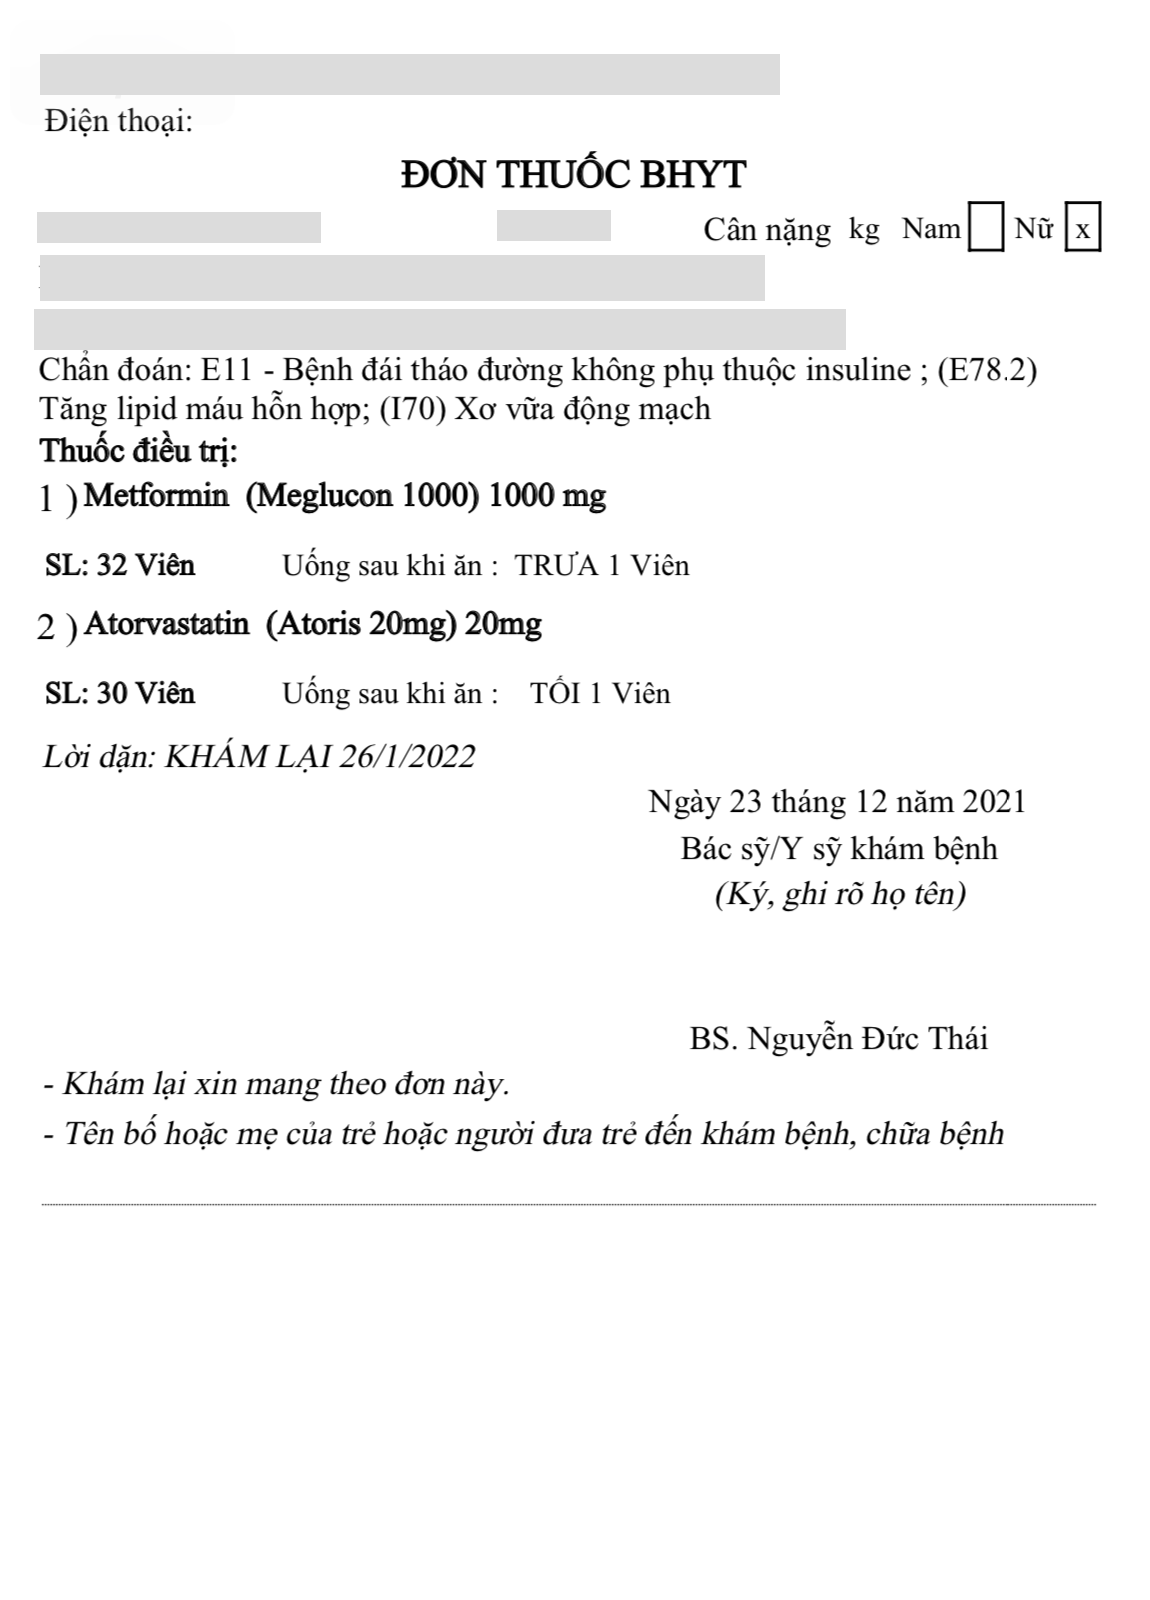 Điện thoại:
ĐƠN THUỐC BHYT
Cân nặng kg Nam Nữ x
Chẩn đoán: E11 - Bệnh đái tháo đường không phụ thuộc insuline ; (E78.2)
Tăng lipid máu hỗn hợp; (I70) Xơ vữa động mạch
Thuốc điều trị:
1 ) Metformin (Meglucon 1000) 1000 mg
SL: 32 Viên Uống sau khi ăn : TRƯA 1 Viên
2 ) Atorvastatin (Atoris 20mg) 20mg
SL: 30 Viên Uống sau khi ăn : TỐI 1 Viên
Lời dặn: KHÁM LẠI 26/1/2022
Ngày 23 tháng 12 năm 2021
Bác sỹ/Y sỹ khám bệnh
(Ký, ghi rõ họ tên)
BS. Nguyễn Đức Thái
- Khám lại xin mang theo đơn này.
- Tên bố hoặc mẹ của trẻ hoặc người đưa trẻ đến khám bệnh, chữa bệnh